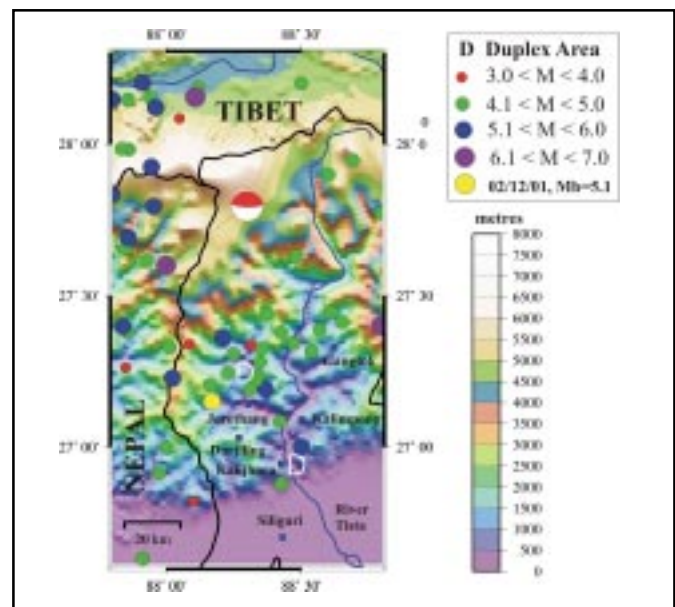 88° 00'
88° 30'
D Duplex Area
3.0 < M < 4.0
4.1 < M < 5.0
5.1 < M < 6.0
6.1 < M < 7.0
02/12/01, Mb=5.1
TIBET
28° 00'
28° 0
0
metres
8000
7500
7000
6500
6000
5500
5000
4500
4000
3500
3000
2500
2000
1500
1000
500
0
27° 30'
27° 30'
Gangtok
NEPAL
Jorethang
Kalimpong
27° 00'
27° 00'
Siliguri
River
Tista
20 km
88° 00'
88° 30'